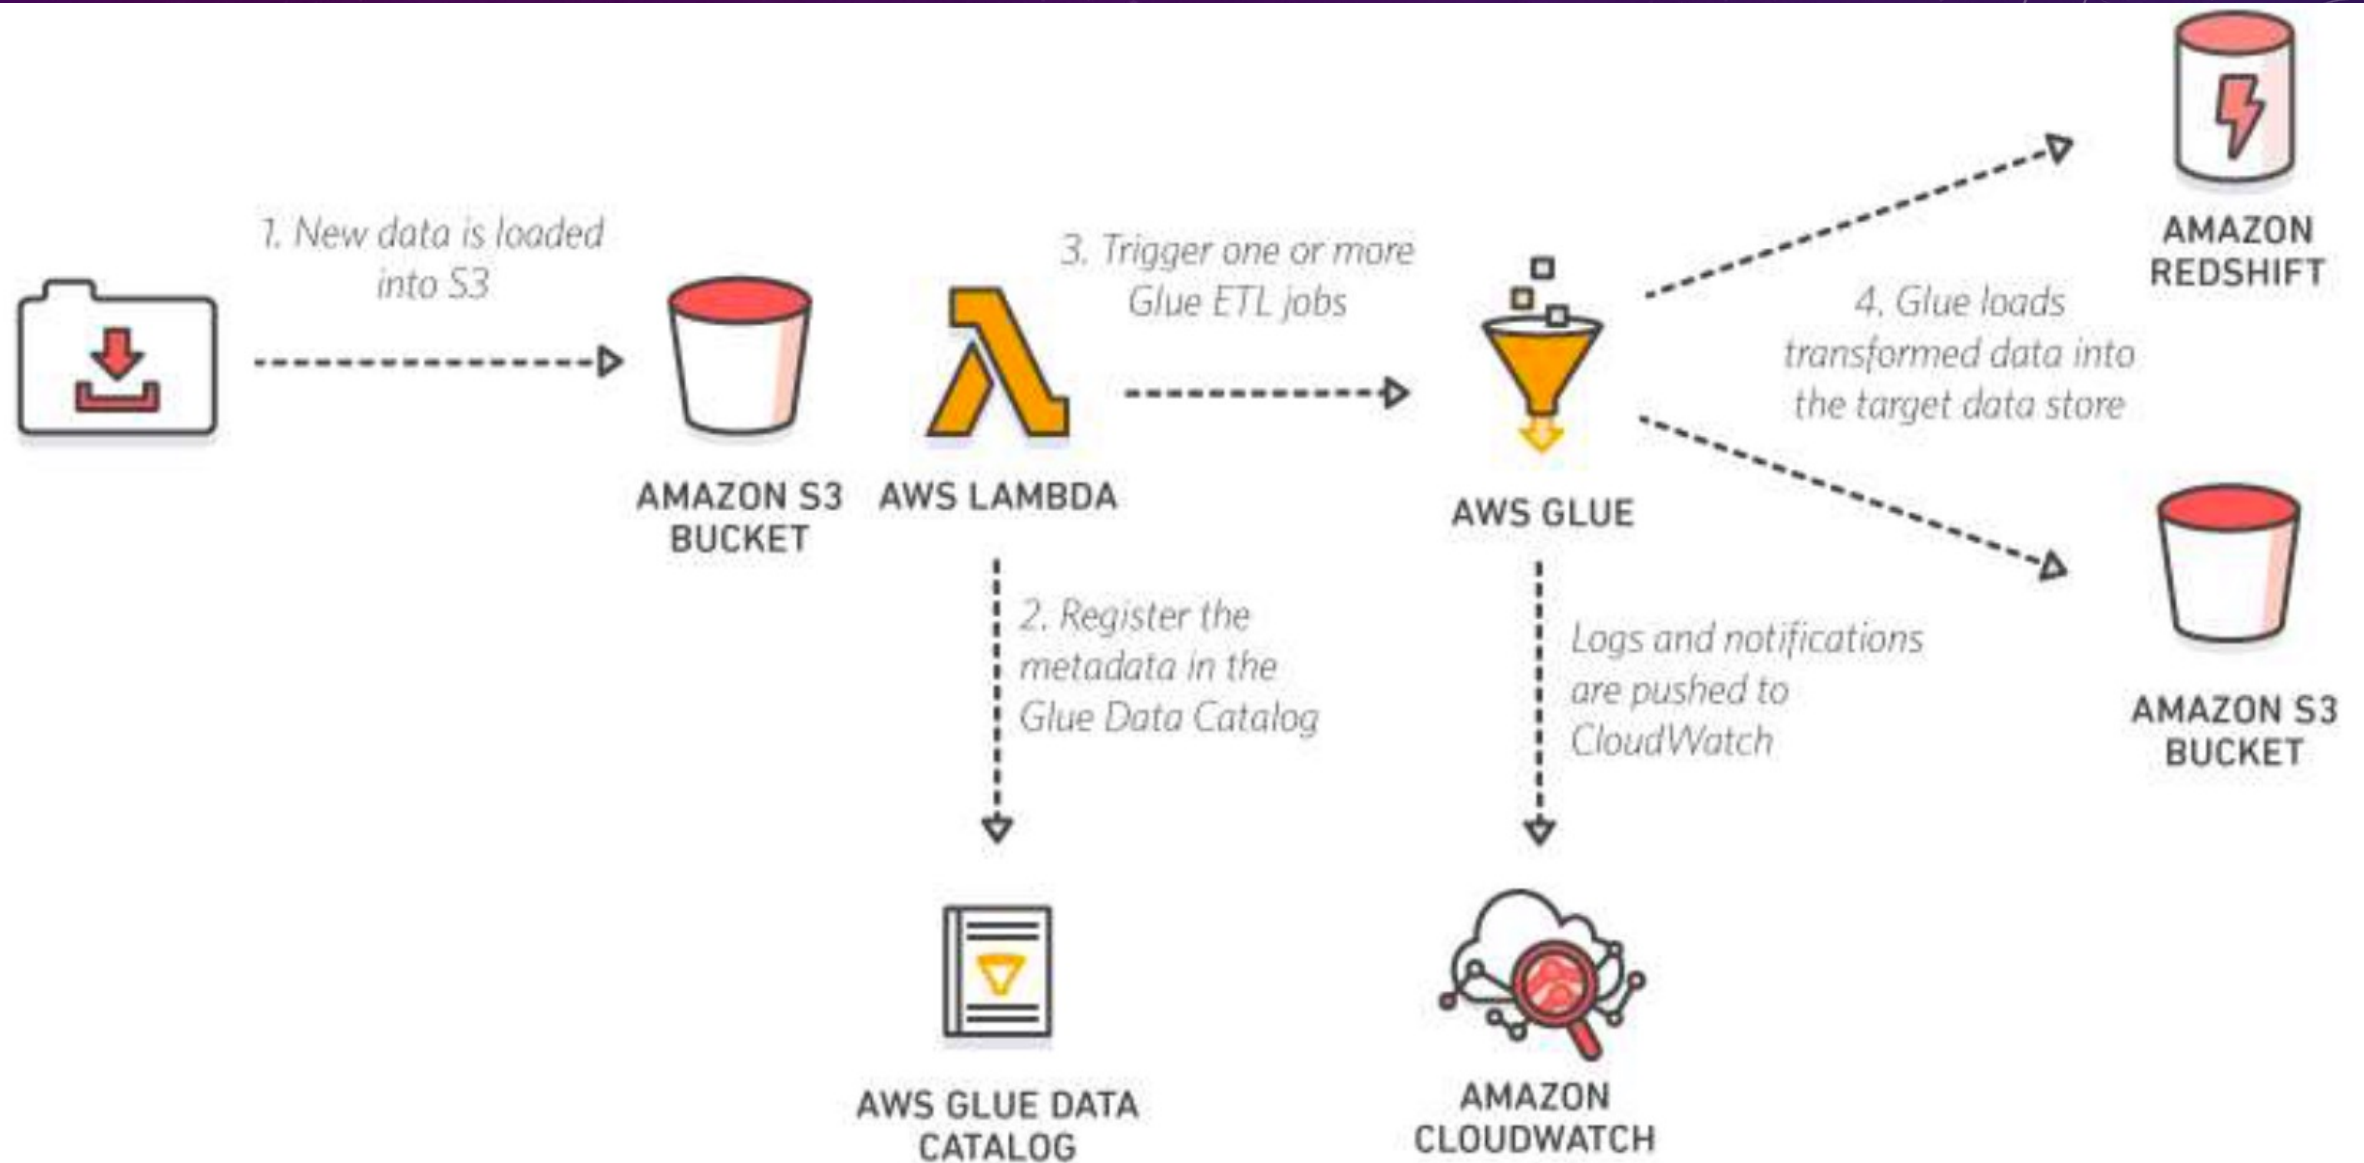 1. New data is loaded
into S3
AMAZON S3
BUCKET
AWS LAMBDA
2. Register the
metadata in the
Glue Data Catalog
AWS GLUE DATA
CATALOG
3. Trigger one or more
Glue ETL jobs
AWS GLUE
Logs and notifications
are pushed to
CloudWatch
AMAZON
CLOUDWATCH
4. Glue loads
transformed data into
the target data store
AMAZON
REDSHIFT
AMAZON S3
BUCKET